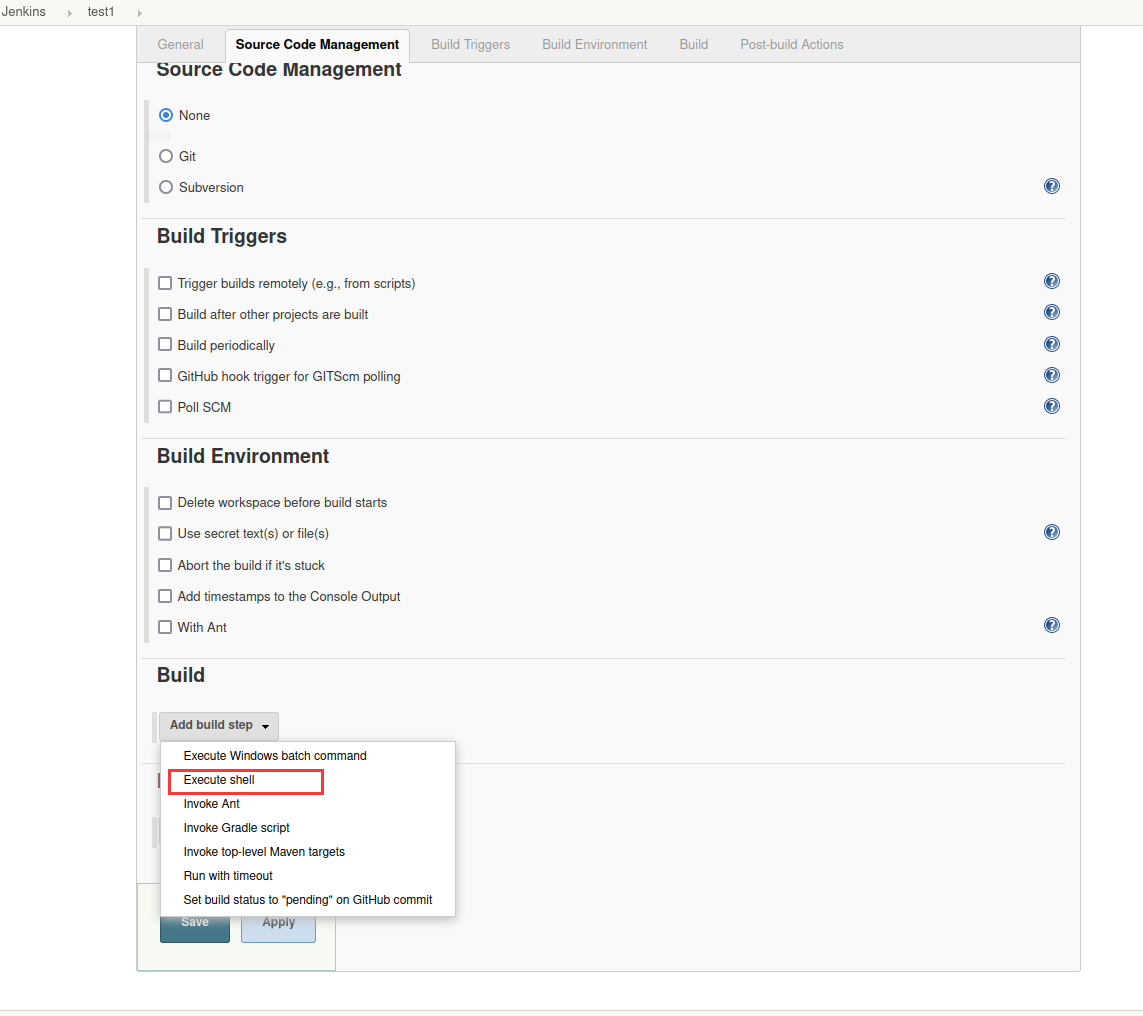 Jenkins test1
General Source Code Management Build Triggers Build Environment Build Post-build Actions
Source Code Management
None
Git
Subversion
Build Triggers
Trigger builds remotely (e.g., from scripts)
Build after other projects are built
Build periodically
GitHub hook trigger for GITScm polling
Poll SCM
Build Environment
Delete workspace before build starts
Use secret text(s) or file(s)
Abort the build if it's stuck
Add timestamps to the Console Output
With Ant
Build
Add build step
Execute Windows batch command
Execute shell
Invoke Ant
Invoke Gradle script
Invoke top-level Maven targets
Run with timeout
Set build status to "pending" on GitHub commit
Save Apply